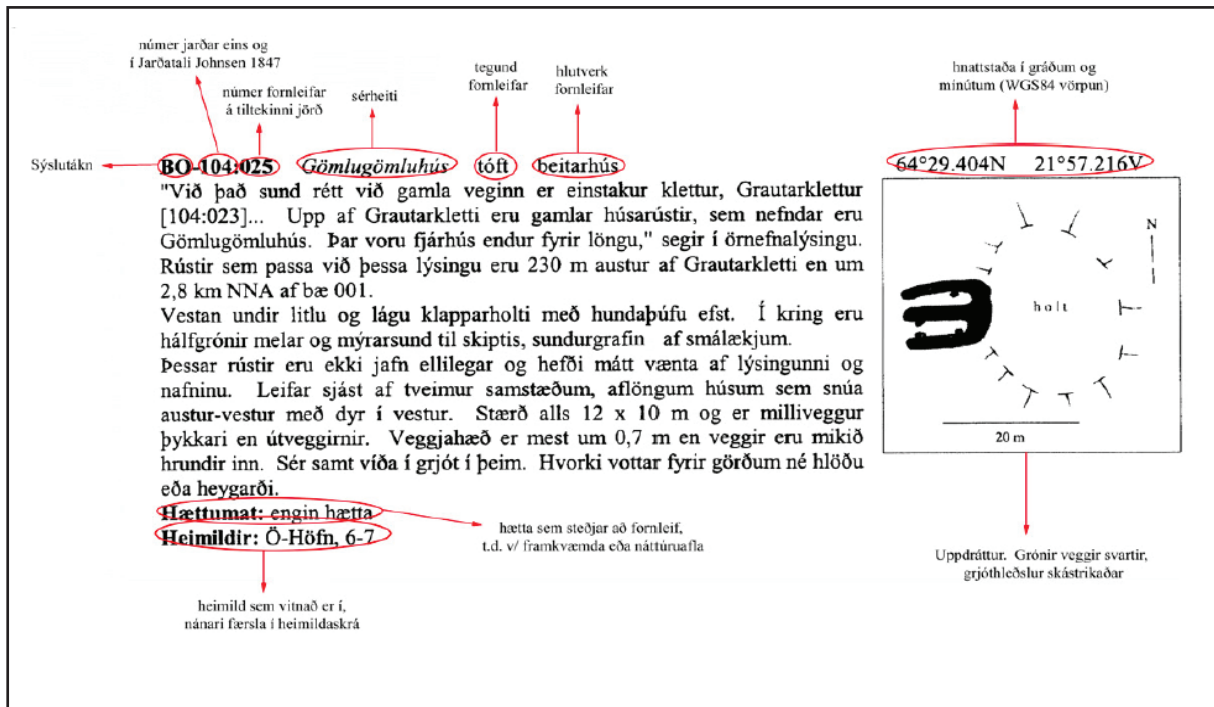 númer jarðar eins og
í Jarðatali Johnsen 1847
númer fornleifar
á tiltekinni jörð
sérheiti
tegund
fornleifar
hlutverk
fornleifar
hnattstaða í gráðum og
mínútum (WGS84 vörpun)
Sýslutákn
BO-104:025 Gömlugömluhús tóft beitarhús
64°29.404N 21°57.216V
"Við það sund rétt við gamla veginn er einstakur klettur, Grautarklettur
[104:023]... Upp af Grautarkletti eru gamlar húsarústir, sem nefndar eru
Gömlugömluhús. Þar voru fjárhús endur fyrir löngu," segir í örnefnalýsingu.
Rústir sem passa við þessa lýsingu eru 230 m austur af Grautarkletti en um
2,8 km NNA af bæ 001.
Vestan undir litlu og lágu klapparholti með hundaþúfu efst. Í kring eru
hálfgrónir melar og mýrarsund til skiptis, sundurgrafin af smálækjum.
Þessar rústir eru ekki jafn ellilegar og hefði mátt vænta af lýsingunni og
nafninu. Leifar sjást af tveimur samstæðum, aflöngum húsum sem snúa
austur-vestur með dyr í vestur. Stærð alls 12 x 10 m og er milliveggur
þykkari en útveggirnir. Veggjahæð er mest um 0,7 m en veggir eru mikið
hrundir inn. Sér samt víða í grjót í þeim. Hvorki vottar fyrir görðum né hlöðu
eða heygarði.
Hættumat: engin hætta
Heimildir: Ö-Höfn, 6-7
N
holt
20 m
hætta sem steðjar að fornleif,
t.d. v/ framkvæmda eða náttúruafla
Uppdráttur. Grónir veggir svartir,
grjóthleðslur skástrikaðar
heimild sem vitnað er í,
nánari færsla í heimildaskrá